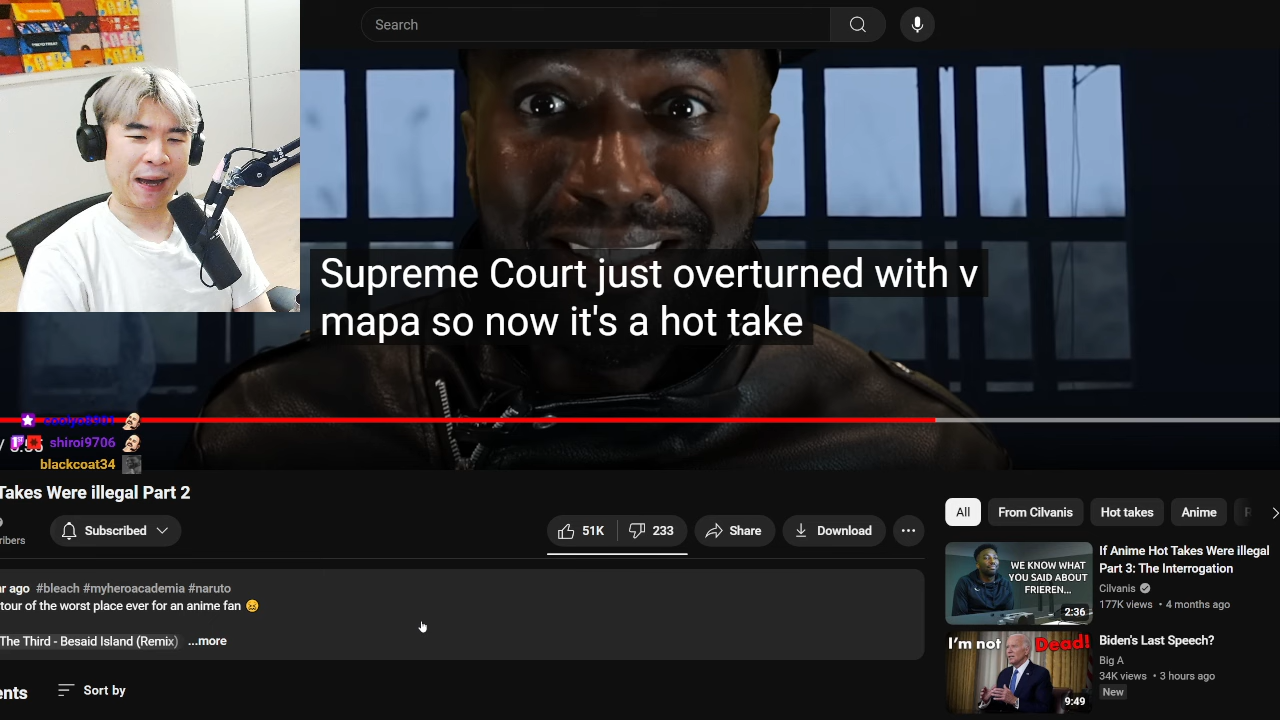 Search
Supreme Court just overturned with v
mapa so now it's a hot take
shiroi9706
blackcoat34
Takes Were illegal Part 2
Subscribed
51K
233
Share
Download
ribers
All
From Cilvanis
Hot takes
Anime
r ago #bleach #myheroacademia #naruto
tour of the worst place ever for an anime fan
The Third - Besaid Island (Remix) ...more
ents
Sort by
WE KNOW WHAT
YOU SAID ABOUT
FRIEREN...
2:36
If Anime Hot Takes Were illegal
Part 3: The Interrogation
Cilvanis
177K views • 4 months ago
I'm not Dead!
9:49
Biden's Last Speech?
Big A
34K views • 3 hours ago
New